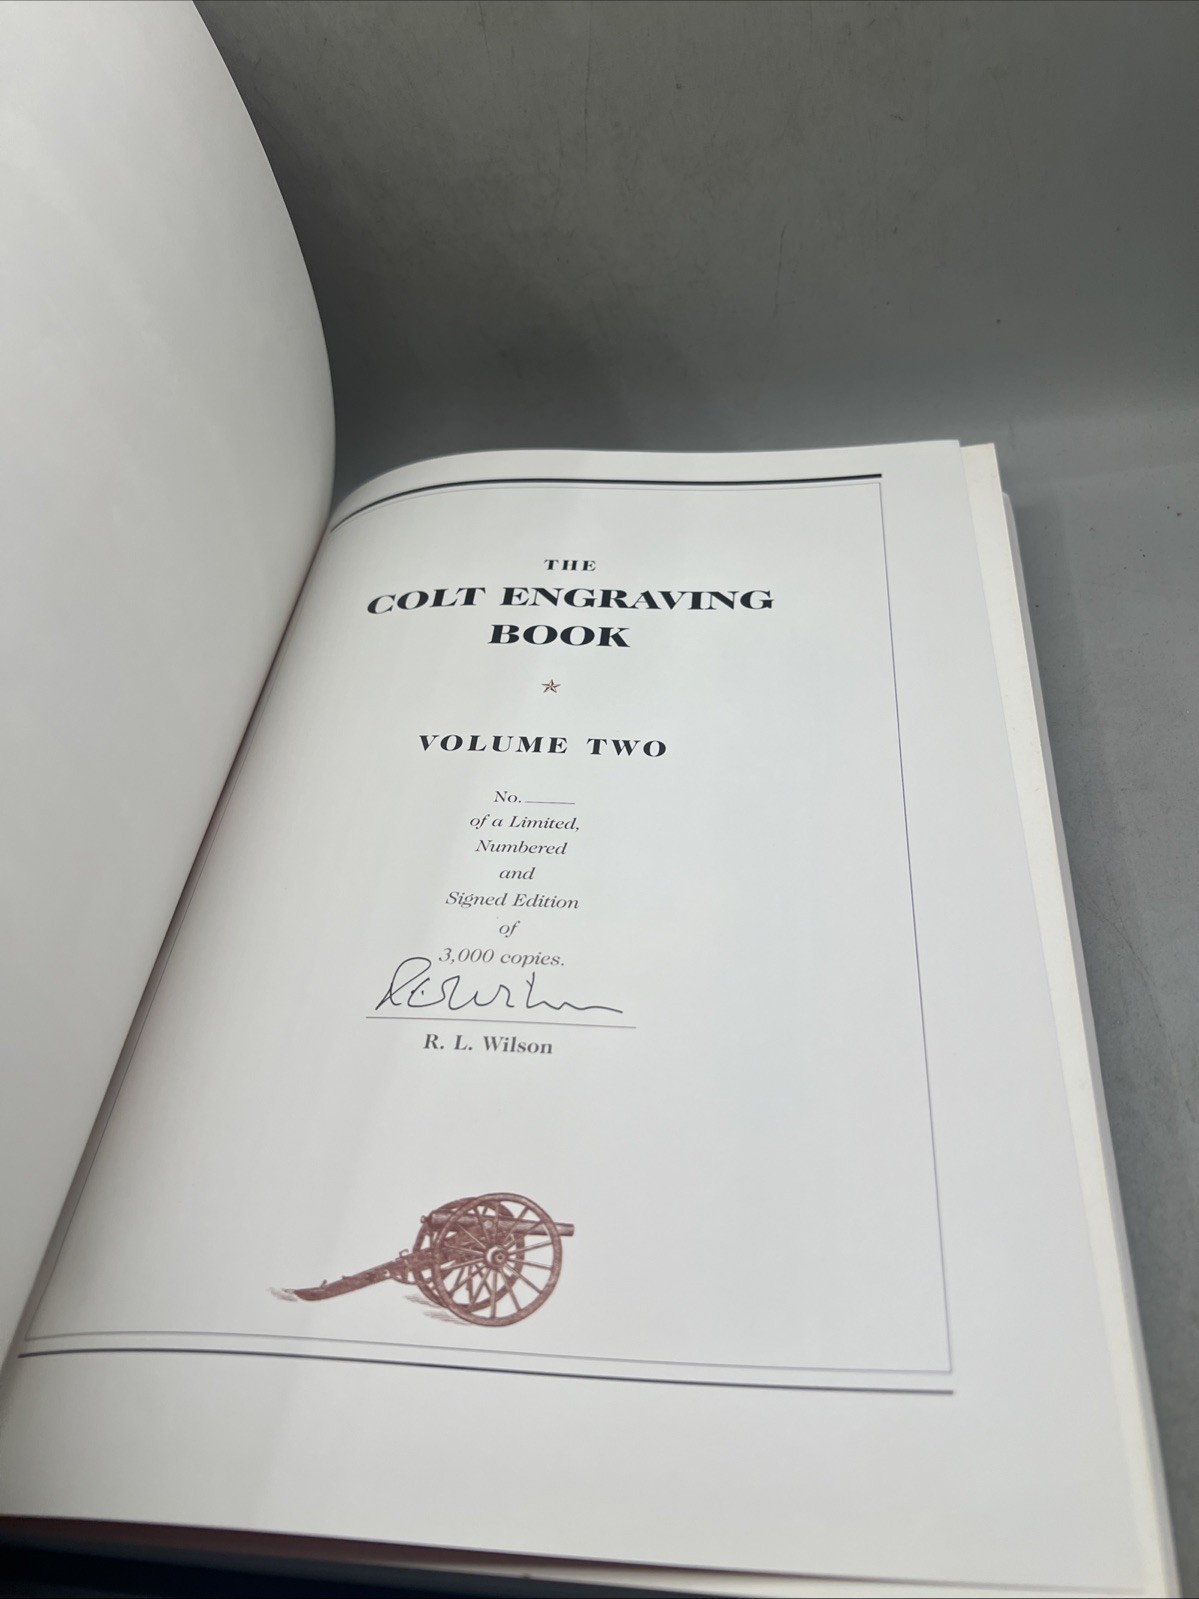 THE
COLT ENGRAVING
BOOK
VOLUME TWO
No.
of a Limited,
Numbered
and
Signed Edition
of
3,000 copies.
R. L. Wilson